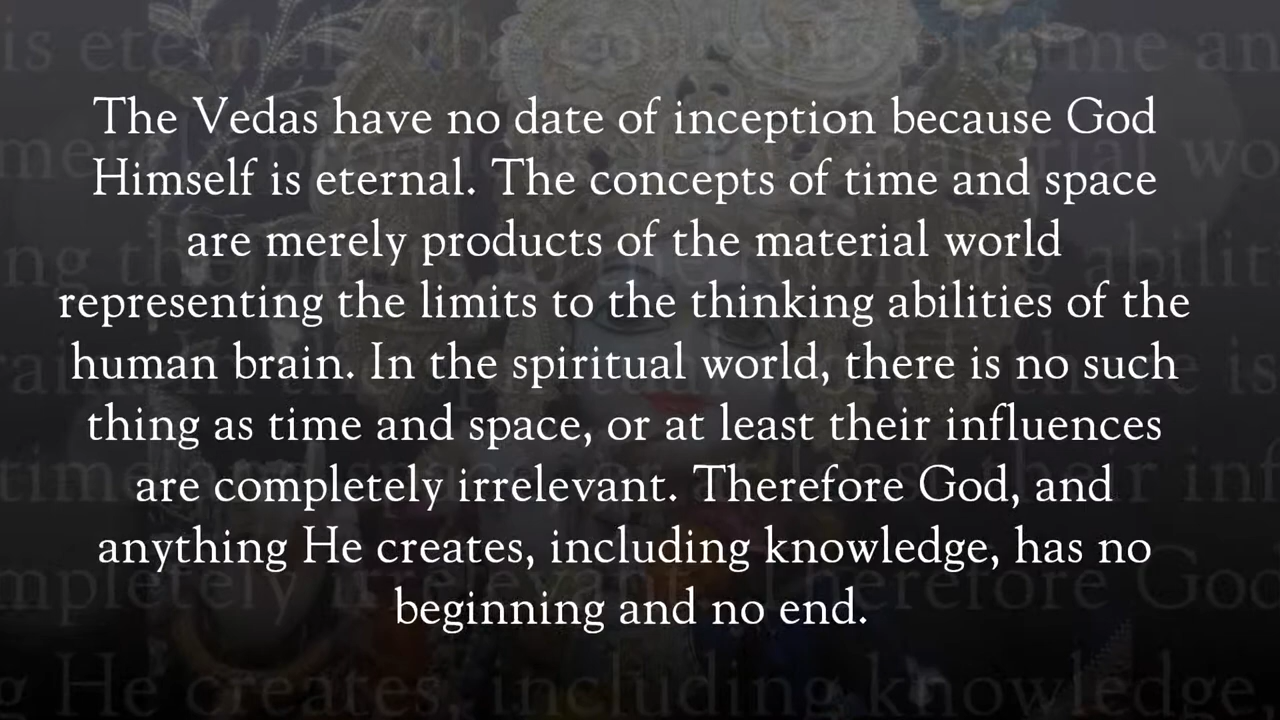 The Vedas have no date of inception because God
Himself is eternal. The concepts of time and space
are merely products of the material world
representing the limits to the thinking abilities of the
human brain. In the spiritual world, there is no such
thing as time and space, or at least their influences
are completely irrelevant. Therefore God, and
anything He creates, including knowledge, has no
beginning and no end.